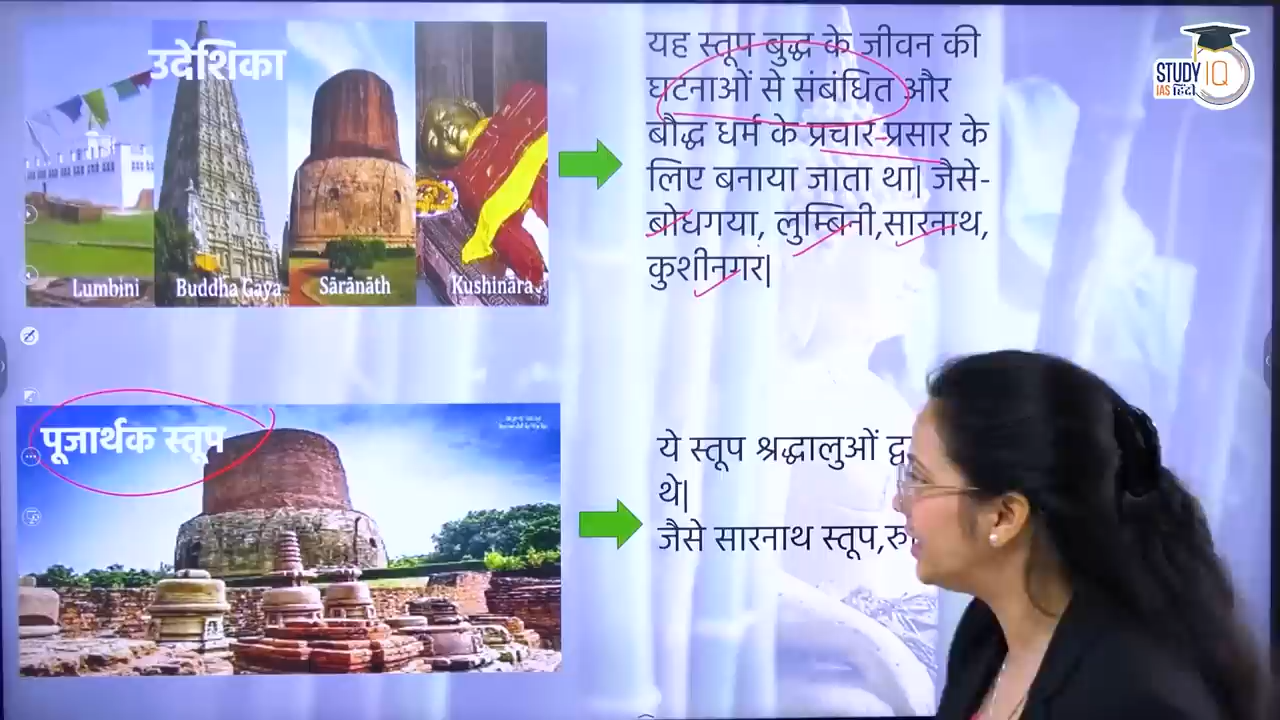 उदेशिका
Lumbini
Buddha Gaya
Sārānāth
Kushināra
यह स्तूप बुद्ध के जीवन की
घटनाओं से संबंधित और
बौद्ध धर्म के प्रचार-प्रसार के
लिए बनाया जाता था| जैसे-
बोधगया, लुम्बिनी,सारनाथ,
कुशीनगर|
STUDY IQ
IAS हिंदी
पूजार्थक स्तूप
ये स्तूप श्रद्धालुओं
थे|
जैसे सारनाथ स्तूप,